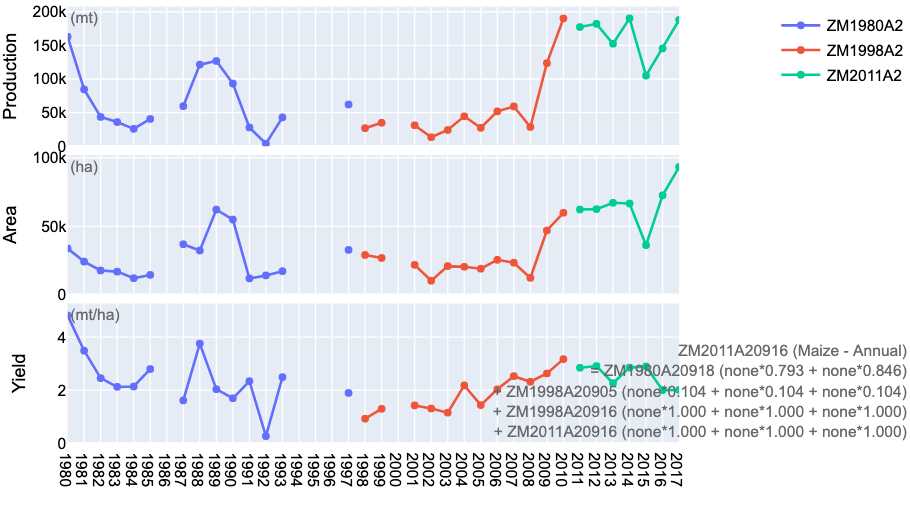 Production
(mt)
200k
150k
100k
50k
0
ZM1980A2
ZM1998A2
ZM2011A2
Area
(ha)
100k
50k
0
Yield
(mt/ha)
4
2
0
ZM2011A20916 (Maize - Annual)
= ZM1980A20918 (none*0.793 + none*0.846)
+ ZM1998A20905 (none*0.104 + none*0.104 + none*0.104)
+ ZM1998A20916 (none*1.000 + none*1.000 + none*1.000)
+ ZM2011A20916 (none*1.000 + none*1.000 + none*1.000)
1980
1981
1982
1983
1984
1985
1987
1988
1989
1990
1991
1992
1993
1994
1995
1996
1997
1998
1999
2000
2001
2002
2003
2004
2005
2006
2007
2008
2009
2010
2011
2012
2013
2014
2015
2016
2017